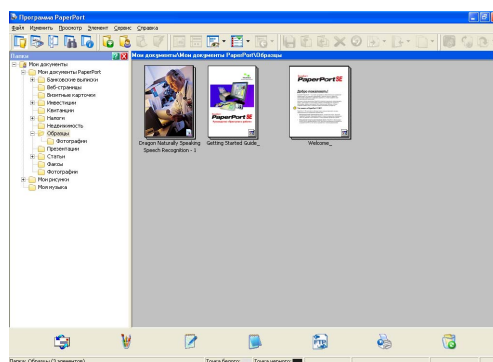 Программа PaperPort
Файл Изменить Просмотр Элемент Сервис Справка
Папки
Мои документы\Мои документы PaperPort\Образцы
Мои документы
Мои документы PaperPort
Банковские выписки
Веб-страницы
Визитные карточки
Инвестиции
Квитанции
Налоги
Недвижимость
Образцы
Фотографии
Презентации
Статьи
Факсы
Фотографии
Мои рисунки
Моя музыка
PaperPort
PaperPort
Добро пожаловать!
Dragon Naturally Speaking
Speech Recognition - 1
Getting Started Guide_
Welcome_
FTP
Папка: Образцы (3 элементов)
Точка белого:
Точка черного: